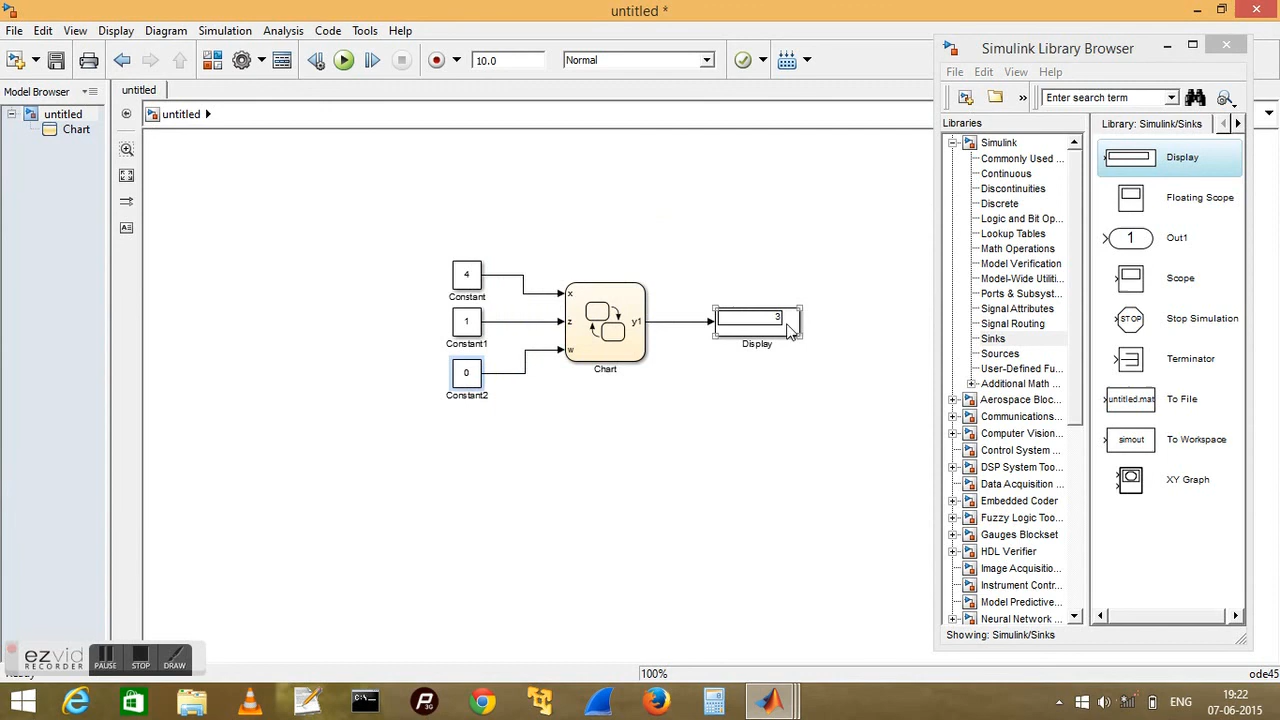 untitled *
File Edit View Display Diagram Simulation Analysis Code Tools Help
10.0
Normal
Model Browser
untitled
Chart
untitled
untitled
4
Constant
1
Constant1
0
Constant2
x
z
w
y1
Chart
3
Display
Simulink Library Browser
File Edit View Help
»
Enter search term
Libraries
Library: Simulink/Sinks
Simulink
Commonly Used ...
Continuous
Discontinuities
Discrete
Logic and Bit Op...
Lookup Tables
Math Operations
Model Verification
Model-Wide Utili...
Ports & Subsyst...
Signal Attributes
Signal Routing
Sinks
Sources
User-Defined Fu...
Additional Math ...
Aerospace Bloc...
Communications...
Computer Vision...
Control System ...
DSP System Too...
Data Acquisition ...
Embedded Coder
Fuzzy Logic Too...
Gauges Blockset
HDL Verifier
Image Acquisitio...
Instrument Contr...
Model Predictive...
Neural Network ...
Display
Floating Scope
1
Out1
Scope
STOP
Stop Simulation
Terminator
untitled.mat
To File
simout
To Workspace
XY Graph
Showing: Simulink/Sinks
ezvid
RECORDER
PAUSE
STOP
DRAW
100%
ode45
ENG
19:22
07-06-2015